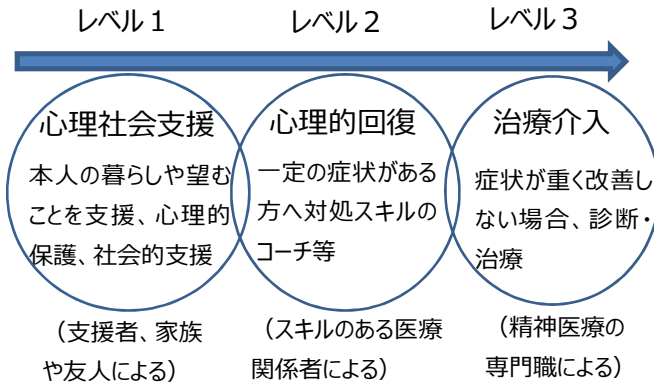 レベル1
レベル2
レベル3
心理社会支援
本人の暮らしや望む
ことを支援、心理的
保護、社会的支援
心理的回復
一定の症状がある
方へ対処スキルの
コーチ等
治療介入
症状が重く改善し
ない場合、診断・
治療
（支援者、家族
や友人による）
（スキルのある医療
関係者による）
（精神医療の
専門職による）